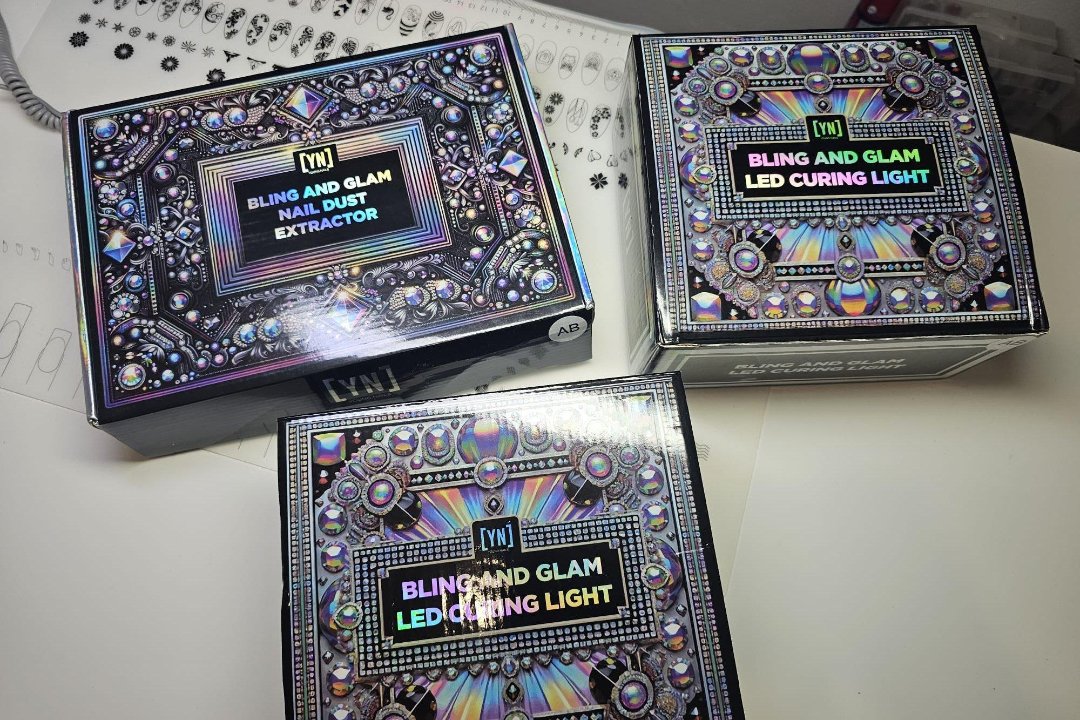 [YN]
BLING AND GLAM
NAIL DUST
EXTRACTOR
AB
[YN]
[YN]
BLING AND GLAM
LED CURING LIGHT
BLING AND GLAM
LED CURING LIGHT
AB
[YN]
BLING AND GLAM
LED CURING LIGHT